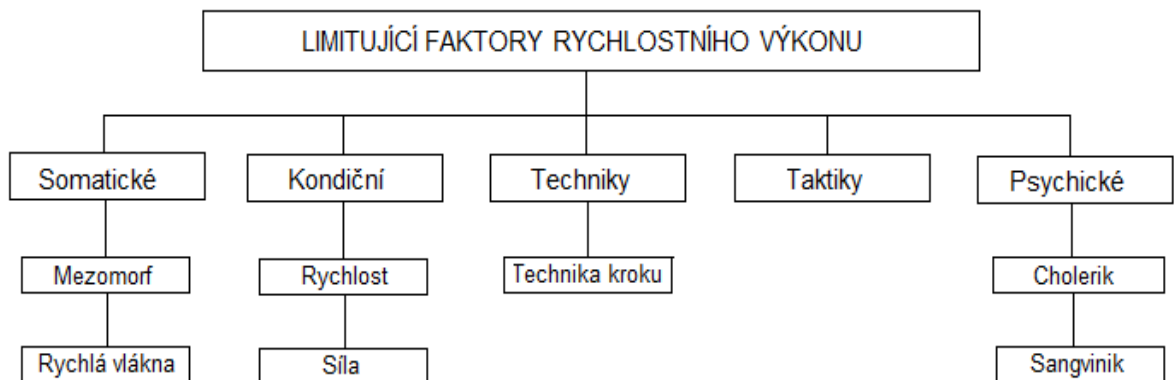 LIMITUJÍCÍ FAKTORY RYCHLOSTNÍHO VÝKONU
Somatické
Kondiční
Techniky
Taktiky
Psychické
Mezomorf
Rychlost
Technika kroku
Cholerik
Rychlá vlákna
Síla
Sangvinik